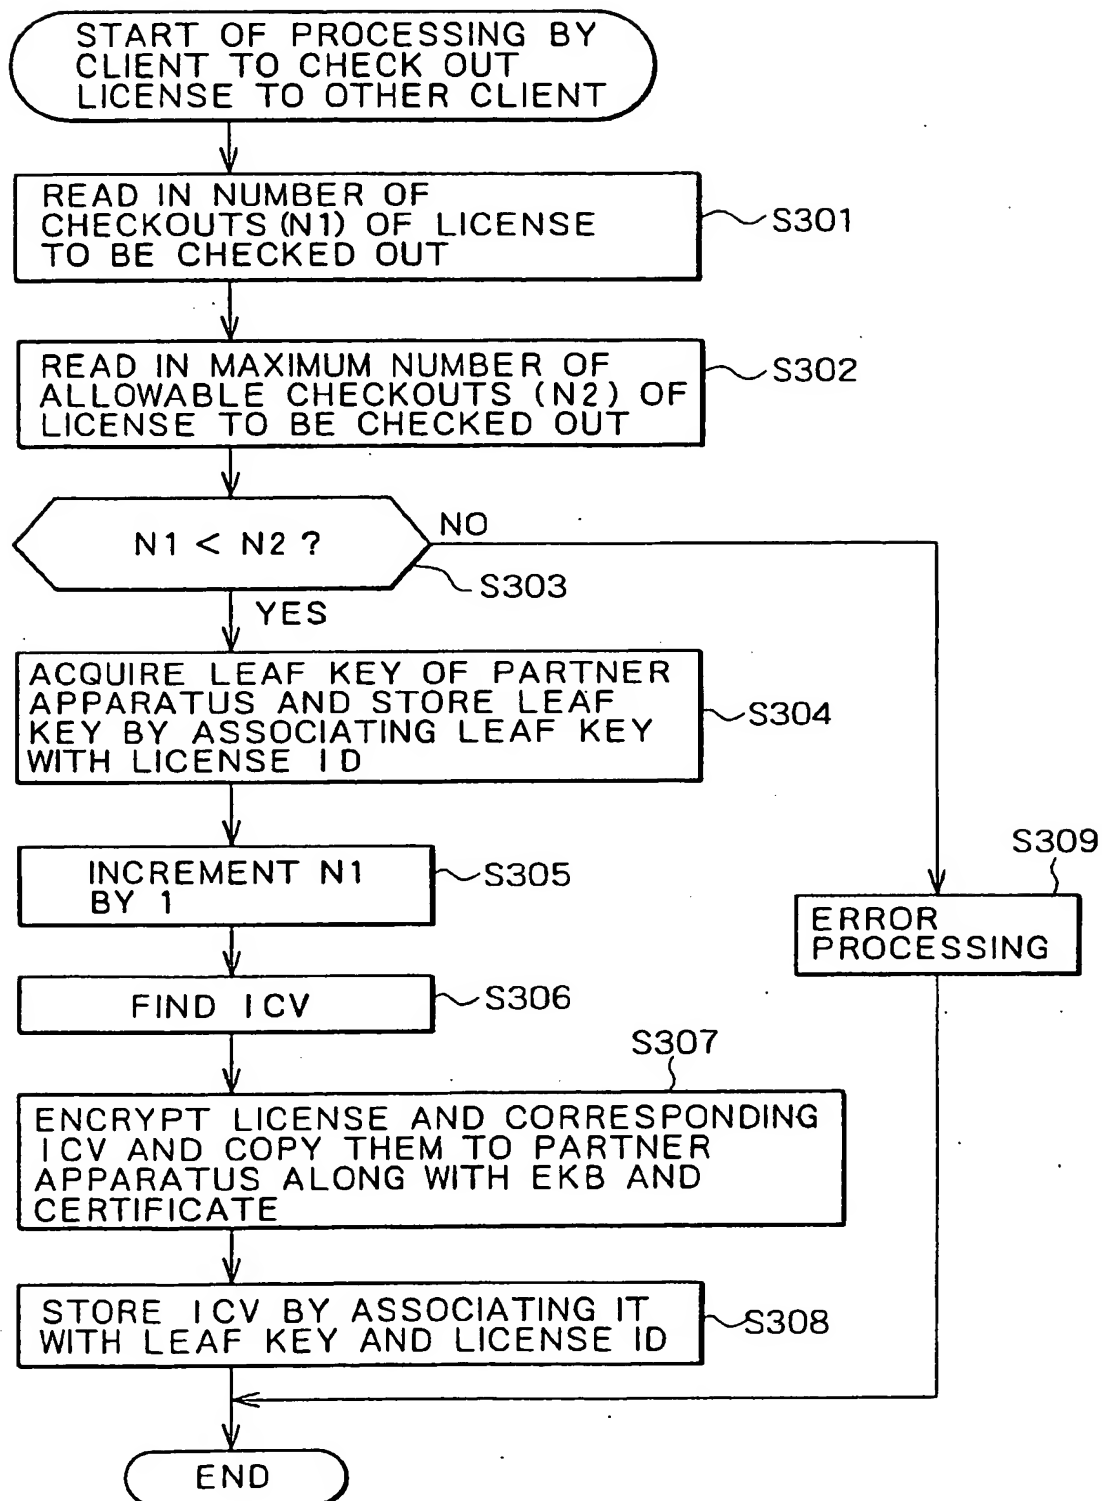 START OF PROCESSING BY
CLIENT TO CHECK OUT
LICENSE TO OTHER CLIENT
READ IN NUMBER OF
CHECKOUTS (N1) OF LICENSE
TO BE CHECKED OUT
S301
READ IN MAXIMUM NUMBER OF
ALLOWABLE CHECKOUTS (N2) OF
LICENSE TO BE CHECKED OUT
S302
N1 < N2 ?
NO
S303
YES
ACQUIRE LEAF KEY OF PARTNER
APPARATUS AND STORE LEAF
KEY BY ASSOCIATING LEAF KEY
WITH LICENSE ID
S304
INCREMENT N1
BY 1
S305
S309
ERROR
PROCESSING
FIND ICV
S306
S307
ENCRYPT LICENSE AND CORRESPONDING
ICV AND COPY THEM TO PARTNER
APPARATUS ALONG WITH EKB AND
CERTIFICATE
STORE ICV BY ASSOCIATING IT
WITH LEAF KEY AND LICENSE ID
S308
END